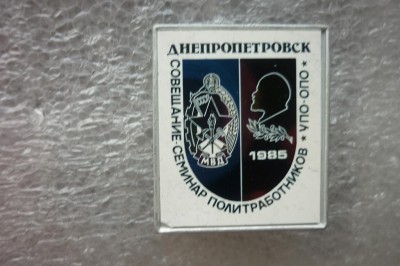 ДНЕПРОПЕТРОВСК
СОВЕЩАНИЕ-СЕМИНАР ПОЛИТРАБОТНИКОВ * УПО-ОПО *
МВД
1985